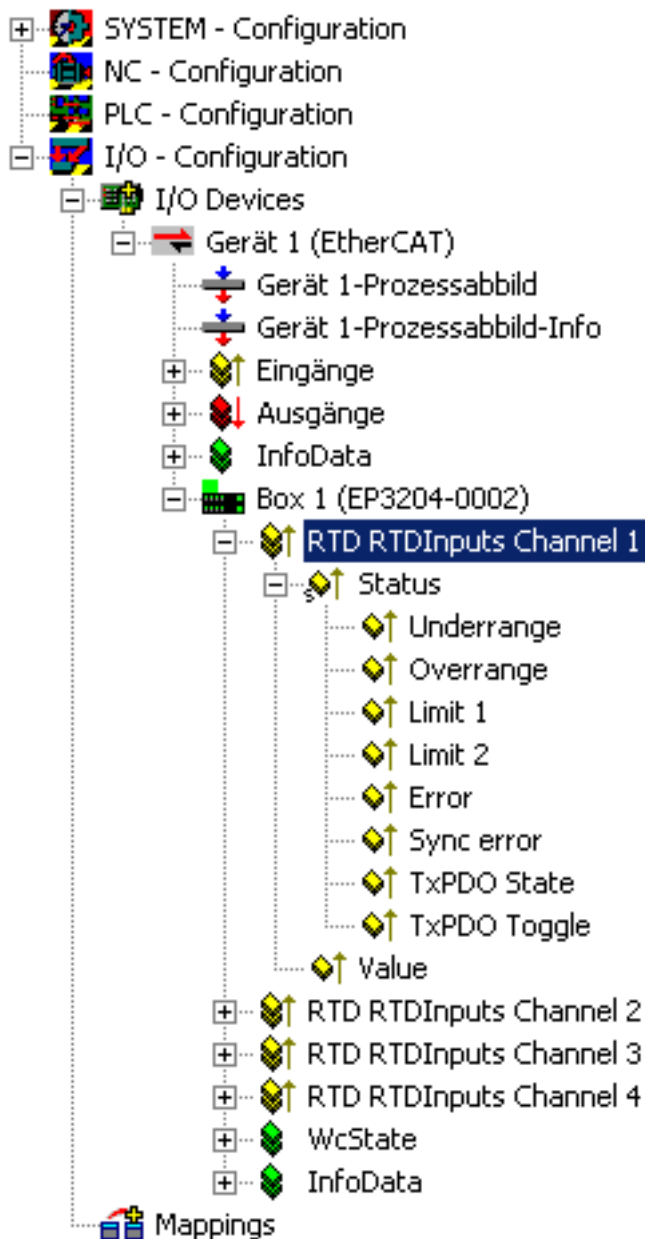 SYSTEM - Configuration
NC - Configuration
PLC - Configuration
I/O - Configuration
I/O Devices
Gerät 1 (EtherCAT)
Gerät 1-Prozessabbild
Gerät 1-Prozessabbild-Info
Eingänge
Ausgänge
InfoData
Box 1 (EP3204-0002)
RTD RTDInputs Channel 1
Status
Underrange
Overrange
Limit 1
Limit 2
Error
Sync error
TxPDO State
TxPDO Toggle
Value
RTD RTDInputs Channel 2
RTD RTDInputs Channel 3
RTD RTDInputs Channel 4
WcState
InfoData
Mappings